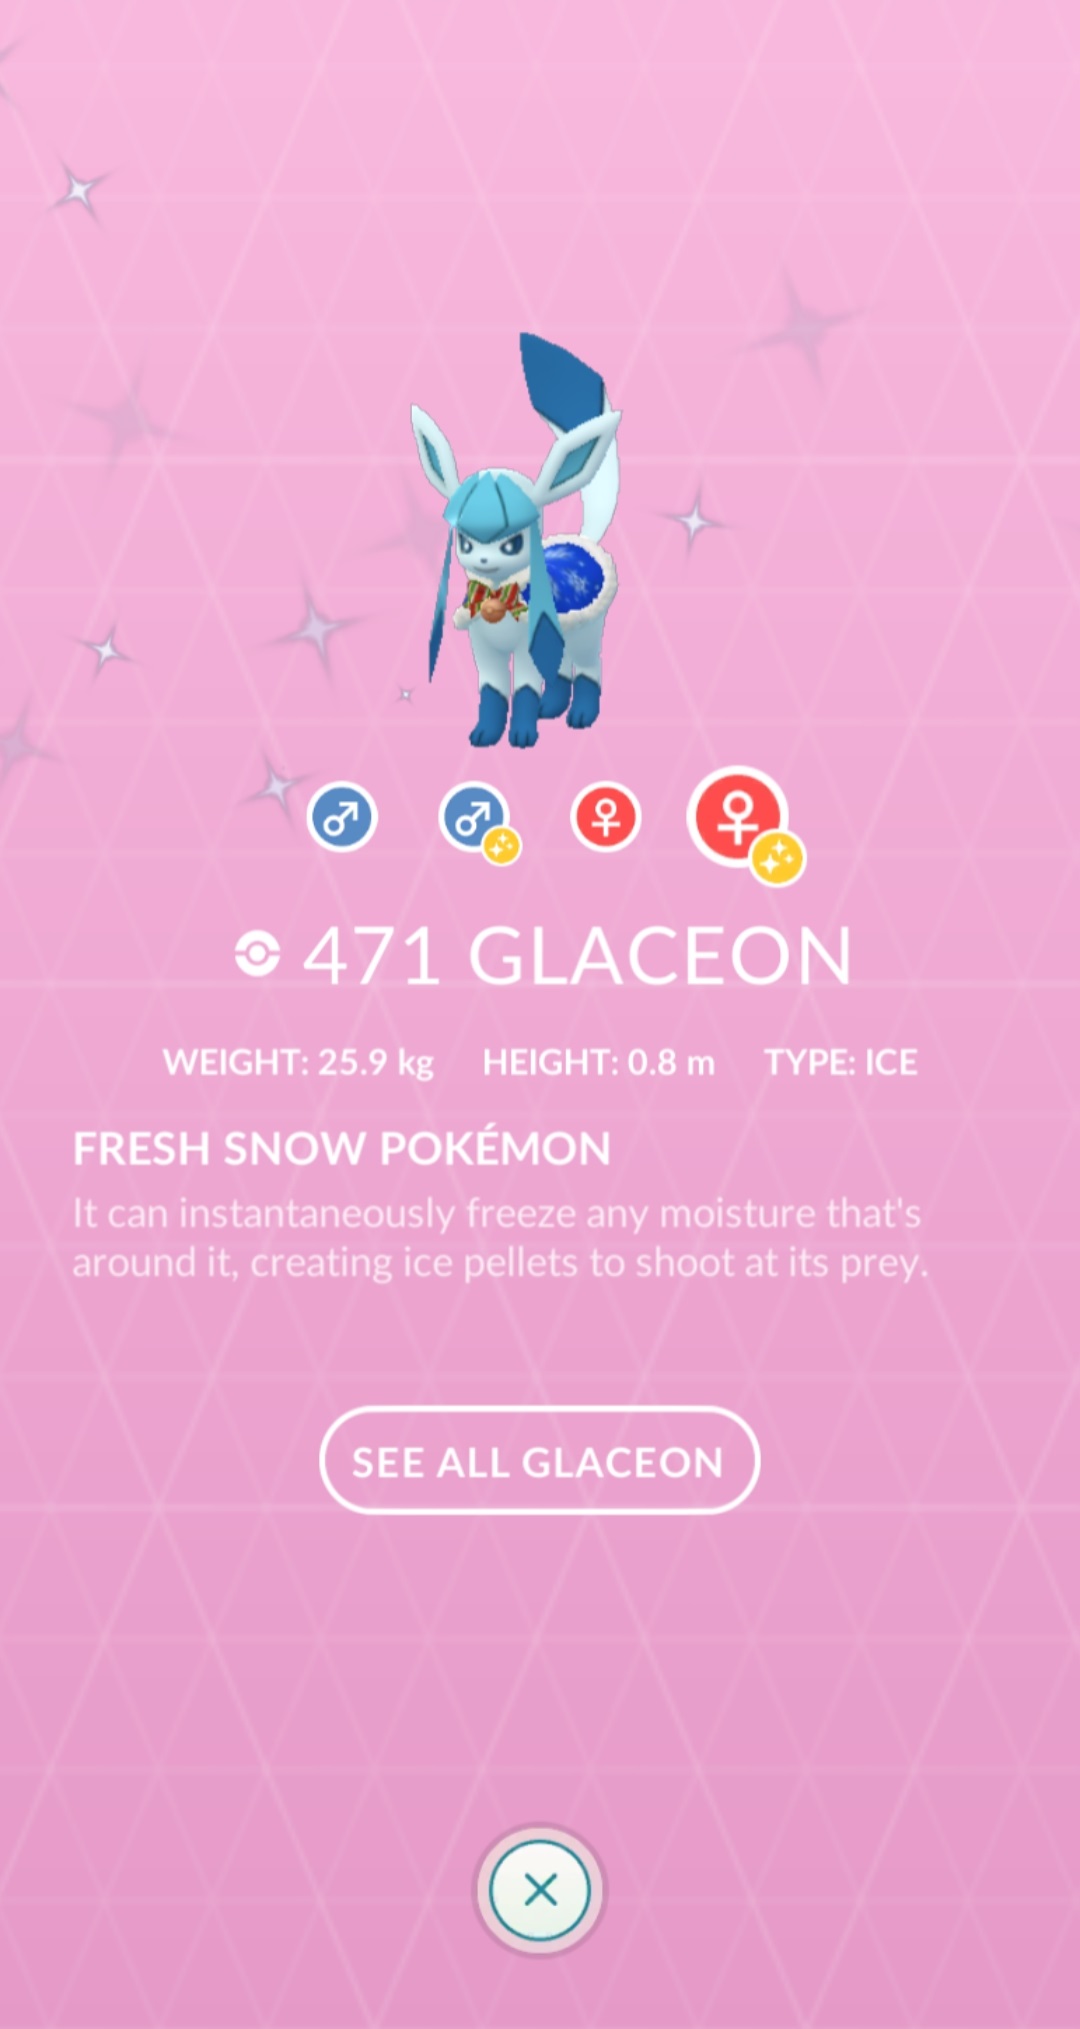 471 GLACEON
WEIGHT: 25.9 kg HEIGHT: 0.8 m TYPE: ICE
FRESH SNOW POKÉMON
It can instantaneously freeze any moisture that's
around it, creating ice pellets to shoot at its prey.
SEE ALL GLACEON